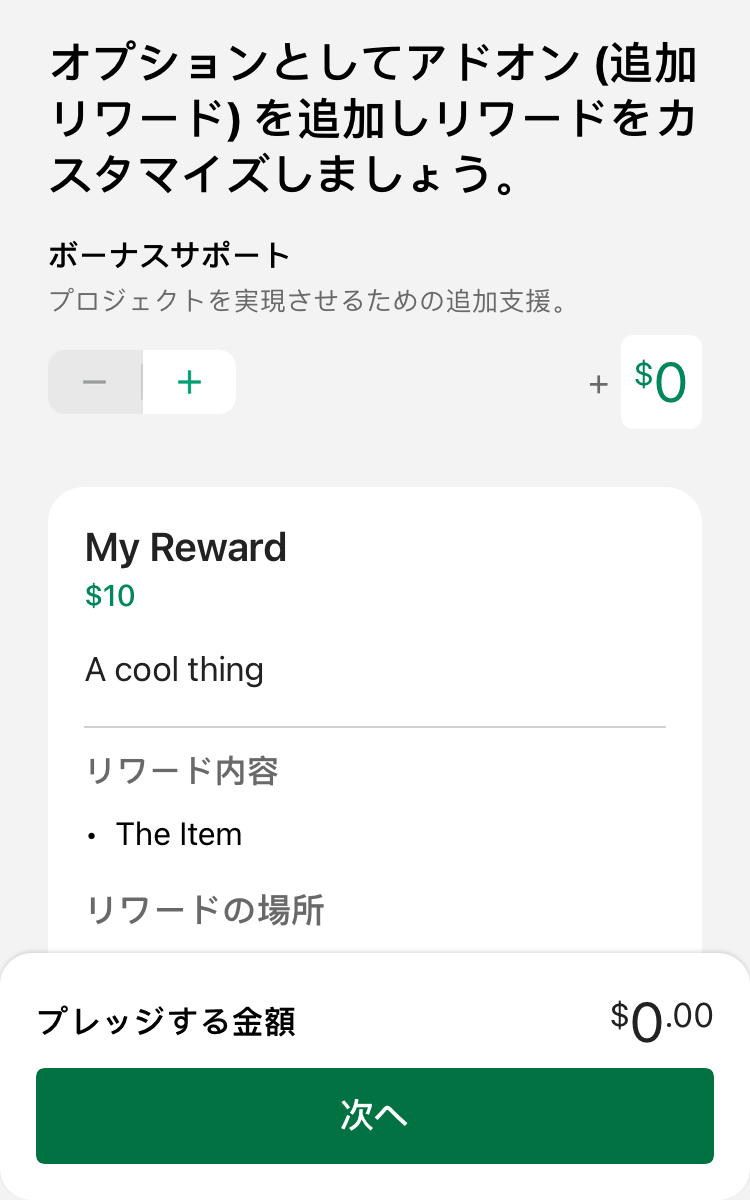 オプションとしてアドオン (追加
リワード) を追加しリワードをカ
スタマイズしましょう。
ボーナスサポート
プロジェクトを実現させるための追加支援。
− +
+ $0
My Reward
$10
A cool thing
リワード内容
• The Item
リワードの場所
プレッジする金額
$0.00
次へ